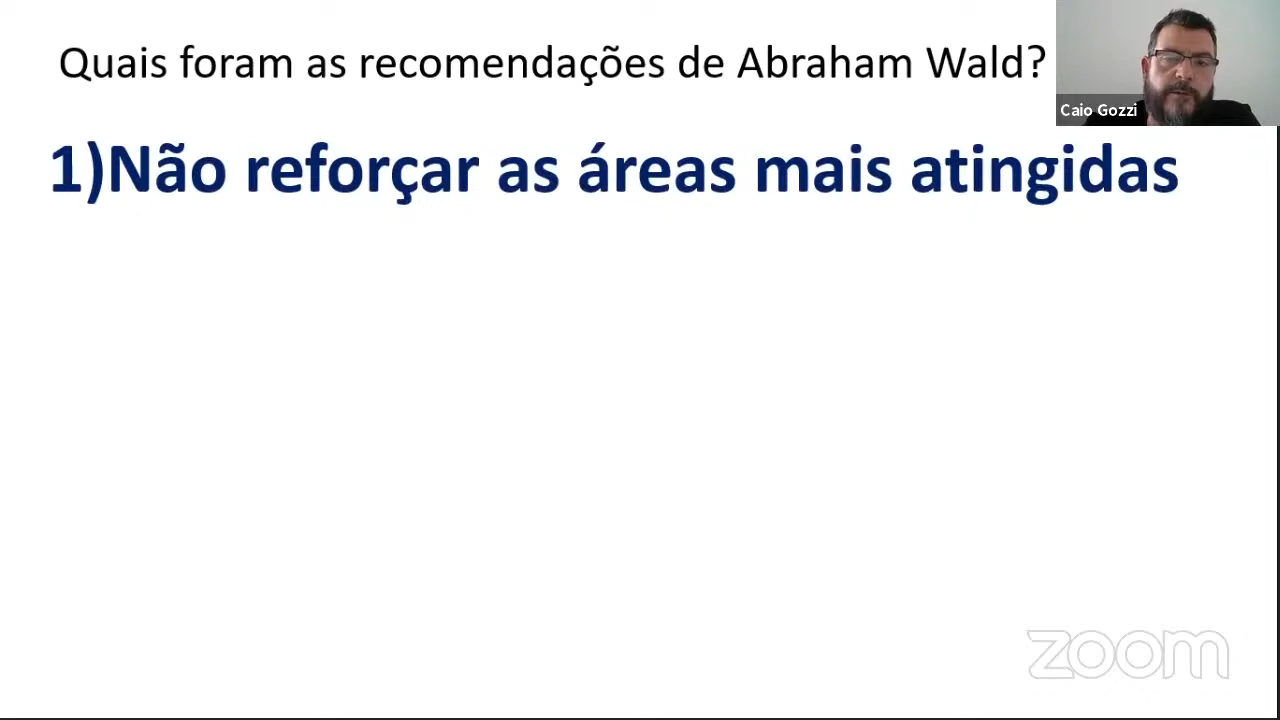 Quais foram as recomendações de Abraham Wald?
Caio Gozzi
1)Não reforçar as áreas mais atingidas
zoom